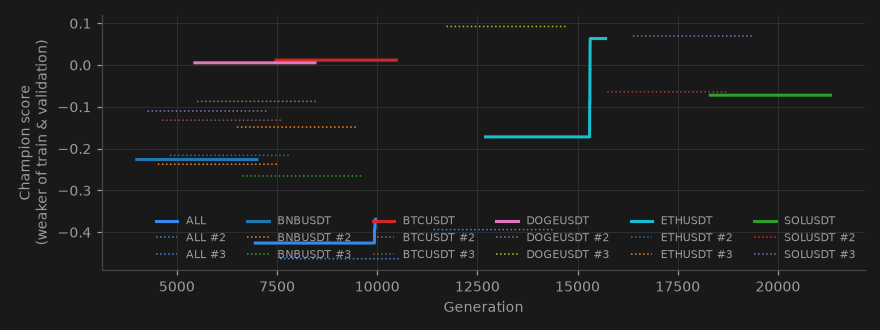 Champion score
(weaker of train & validation)
0.1
0.0
−0.1
−0.2
−0.3
−0.4
ALL BNBUSDT BTCUSDT DOGEUSDT ETHUSDT SOLUSDT
ALL #2 BNBUSDT #2 BTCUSDT #2 DOGEUSDT #2 ETHUSDT #2 SOLUSDT #2
ALL #3 BNBUSDT #3 BTCUSDT #3 DOGEUSDT #3 ETHUSDT #3 SOLUSDT #3
5000 7500 10000 12500 15000 17500 20000
Generation